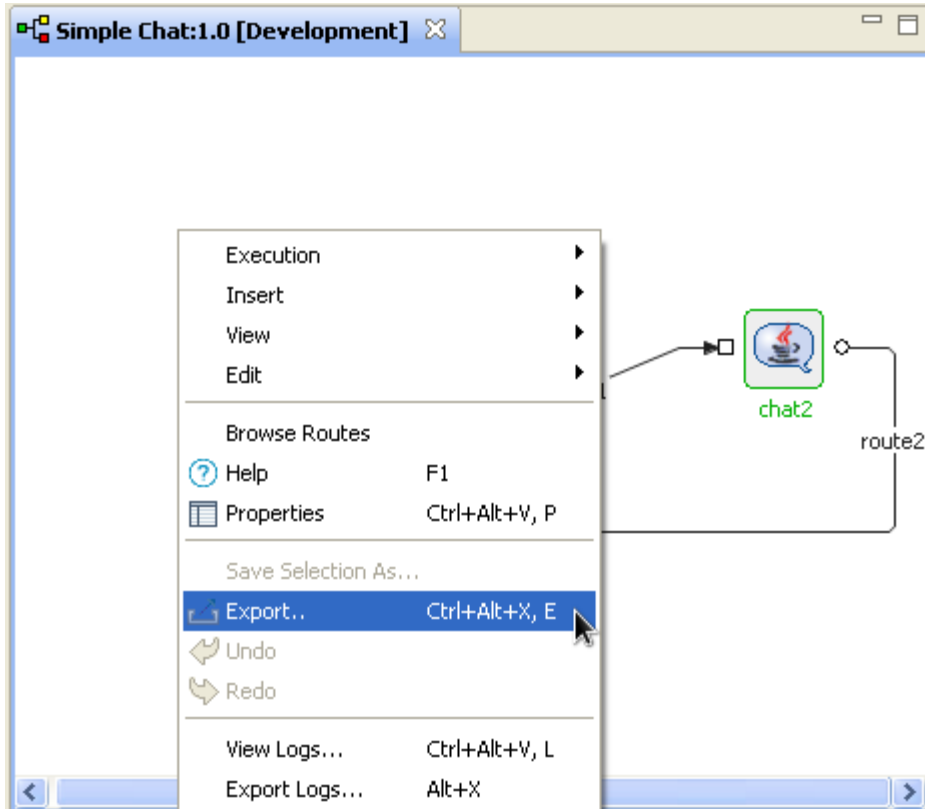 Simple Chat:1.0 [Development]
Execution
Insert
View
Edit
Browse Routes
Help F1
Properties Ctrl+Alt+V, P
Save Selection As...
Export.. Ctrl+Alt+X, E
Undo
Redo
View Logs... Ctrl+Alt+V, L
Export Logs... Alt+X
chat2
route2